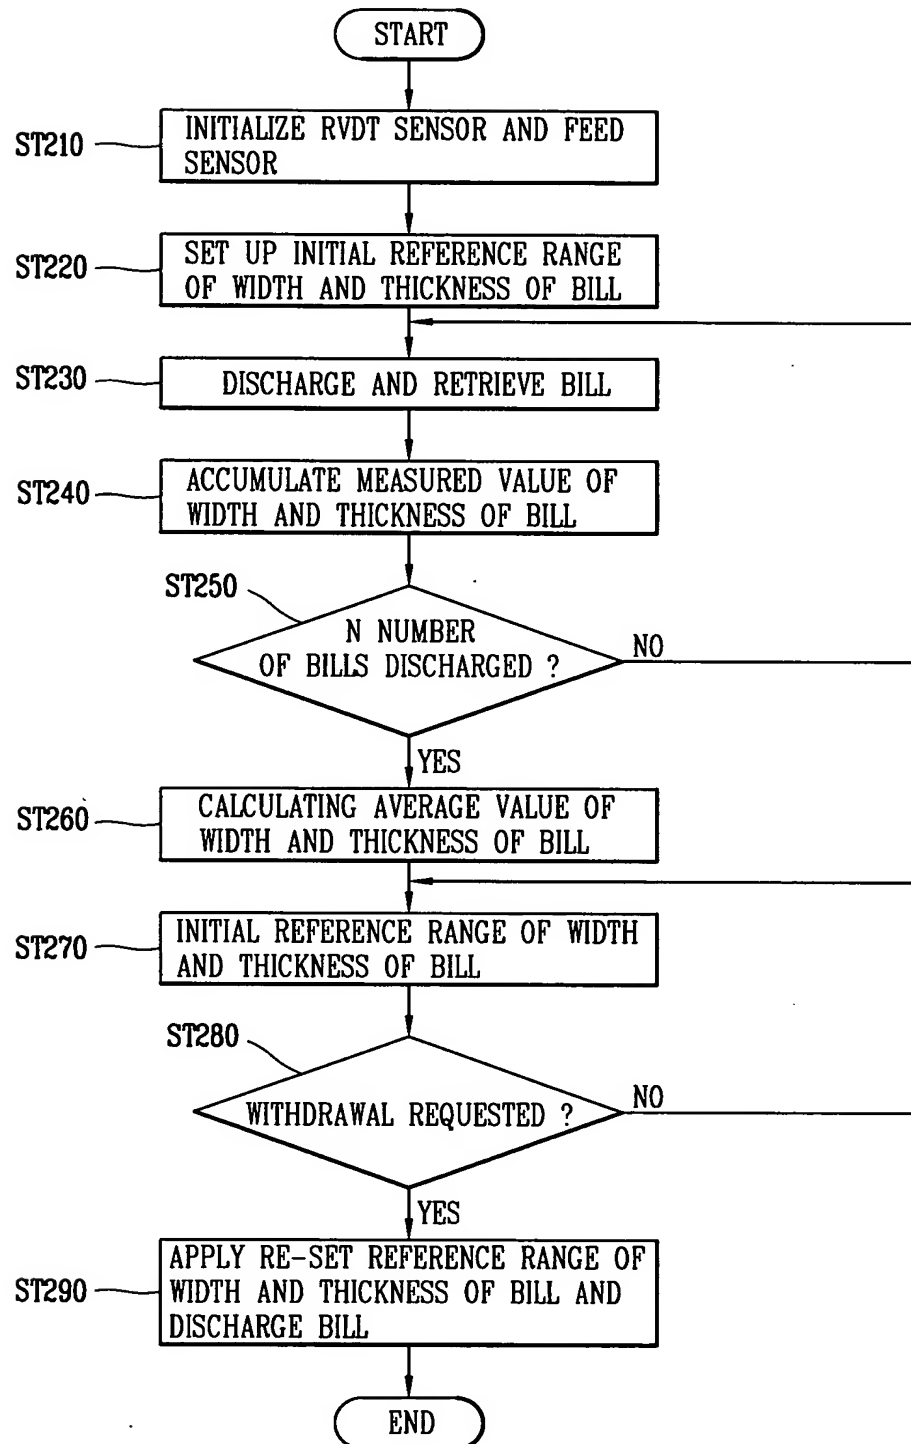 START
ST210
INITIALIZE RVDT SENSOR AND FEED
SENSOR
ST220
SET UP INITIAL REFERENCE RANGE
OF WIDTH AND THICKNESS OF BILL
ST230
DISCHARGE AND RETRIEVE BILL
ST240
ACCUMULATE MEASURED VALUE OF
WIDTH AND THICKNESS OF BILL
ST250
N NUMBER
OF BILLS DISCHARGED ?
NO
YES
ST260
CALCULATING AVERAGE VALUE OF
WIDTH AND THICKNESS OF BILL
ST270
INITIAL REFERENCE RANGE OF WIDTH
AND THICKNESS OF BILL
ST280
WITHDRAWAL REQUESTED ?
NO
YES
ST290
APPLY RE-SET REFERENCE RANGE OF
WIDTH AND THICKNESS OF BILL AND
DISCHARGE BILL
END